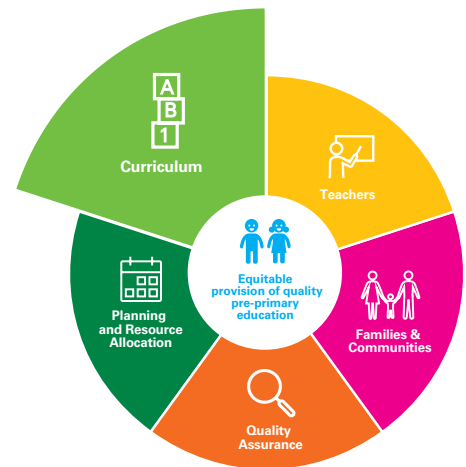 A
B
1
Curriculum
Teachers
Equitable
provision of quality
pre-primary
education
Planning
and Resource
Allocation
Families &
Communities
Quality
Assurance